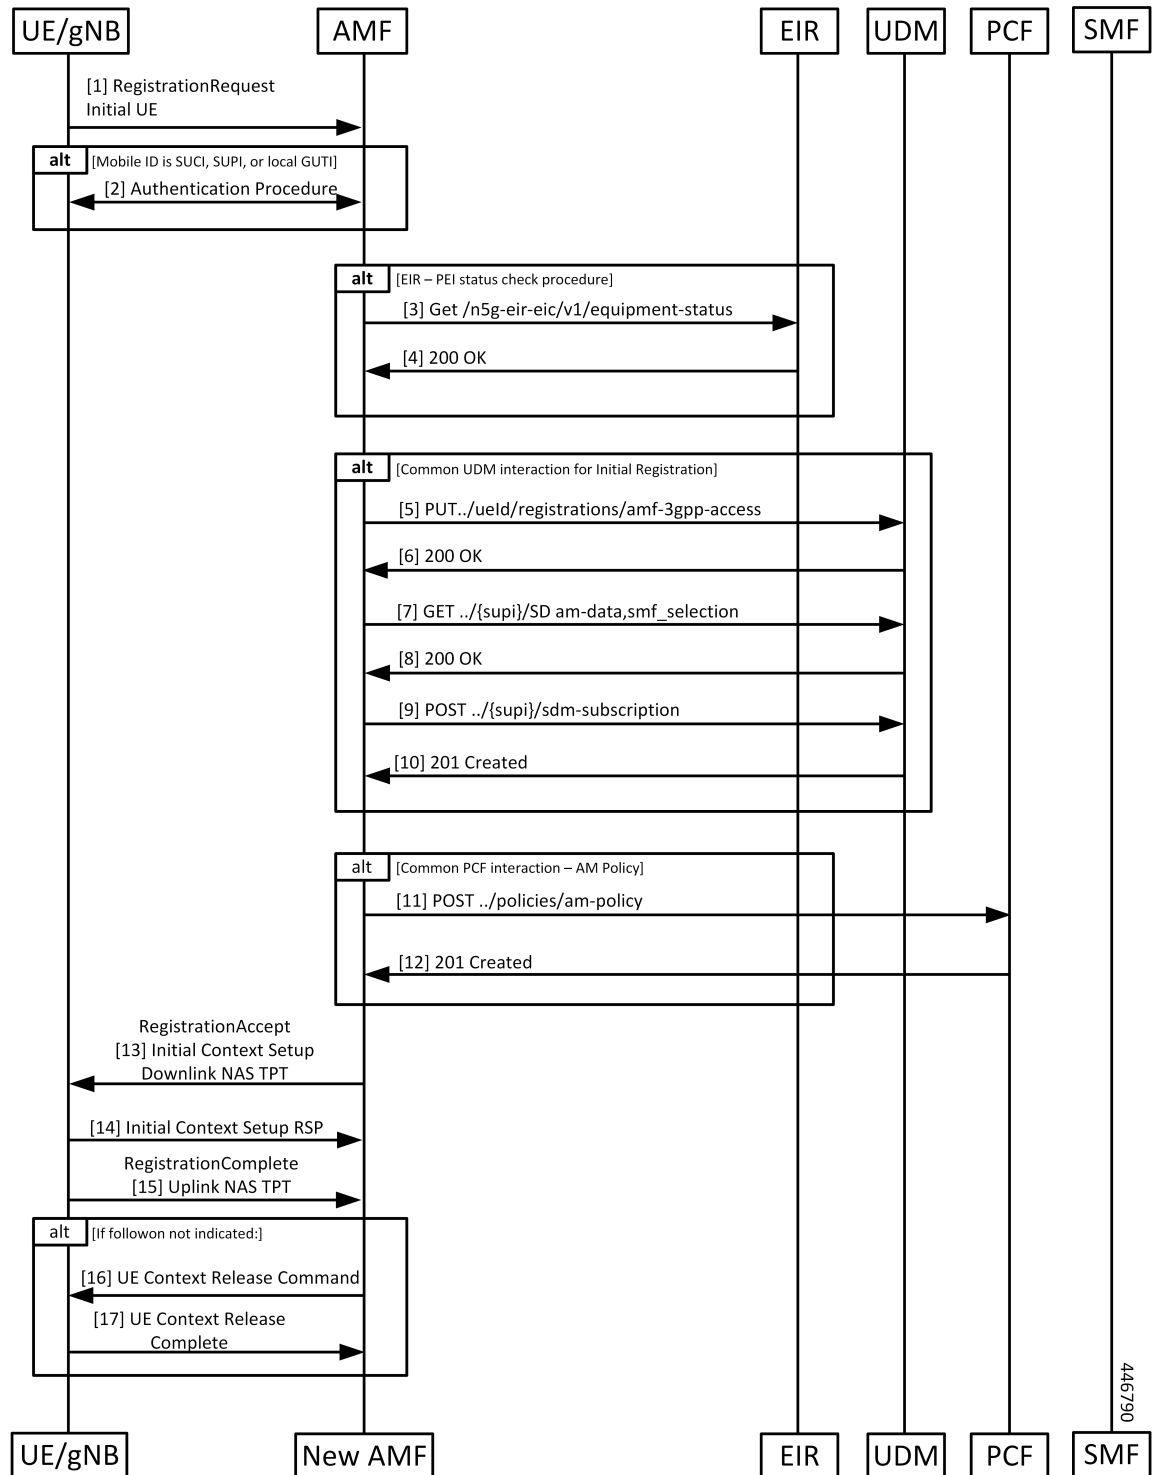 UE/gNB AMF EIR UDM PCF SMF
[1] RegistrationRequest
Initial UE
alt [Mobile ID is SUCI, SUPI, or local GUTI]
[2] Authentication Procedure
alt [EIR – PEI status check procedure]
[3] Get /n5g-eir-eic/v1/equipment-status
[4] 200 OK
alt [Common UDM interaction for Initial Registration]
[5] PUT../ueId/registrations/amf-3gpp-access
[6] 200 OK
[7] GET ../{supi}/SD am-data,smf_selection
[8] 200 OK
[9] POST ../{supi}/sdm-subscription
[10] 201 Created
alt [Common PCF interaction – AM Policy]
[11] POST ../policies/am-policy
[12] 201 Created
RegistrationAccept
[13] Initial Context Setup
Downlink NAS TPT
[14] Initial Context Setup RSP
RegistrationComplete
[15] Uplink NAS TPT
alt [If followon not indicated:]
[16] UE Context Release Command
[17] UE Context Release
Complete
446790
UE/gNB New AMF EIR UDM PCF SMF